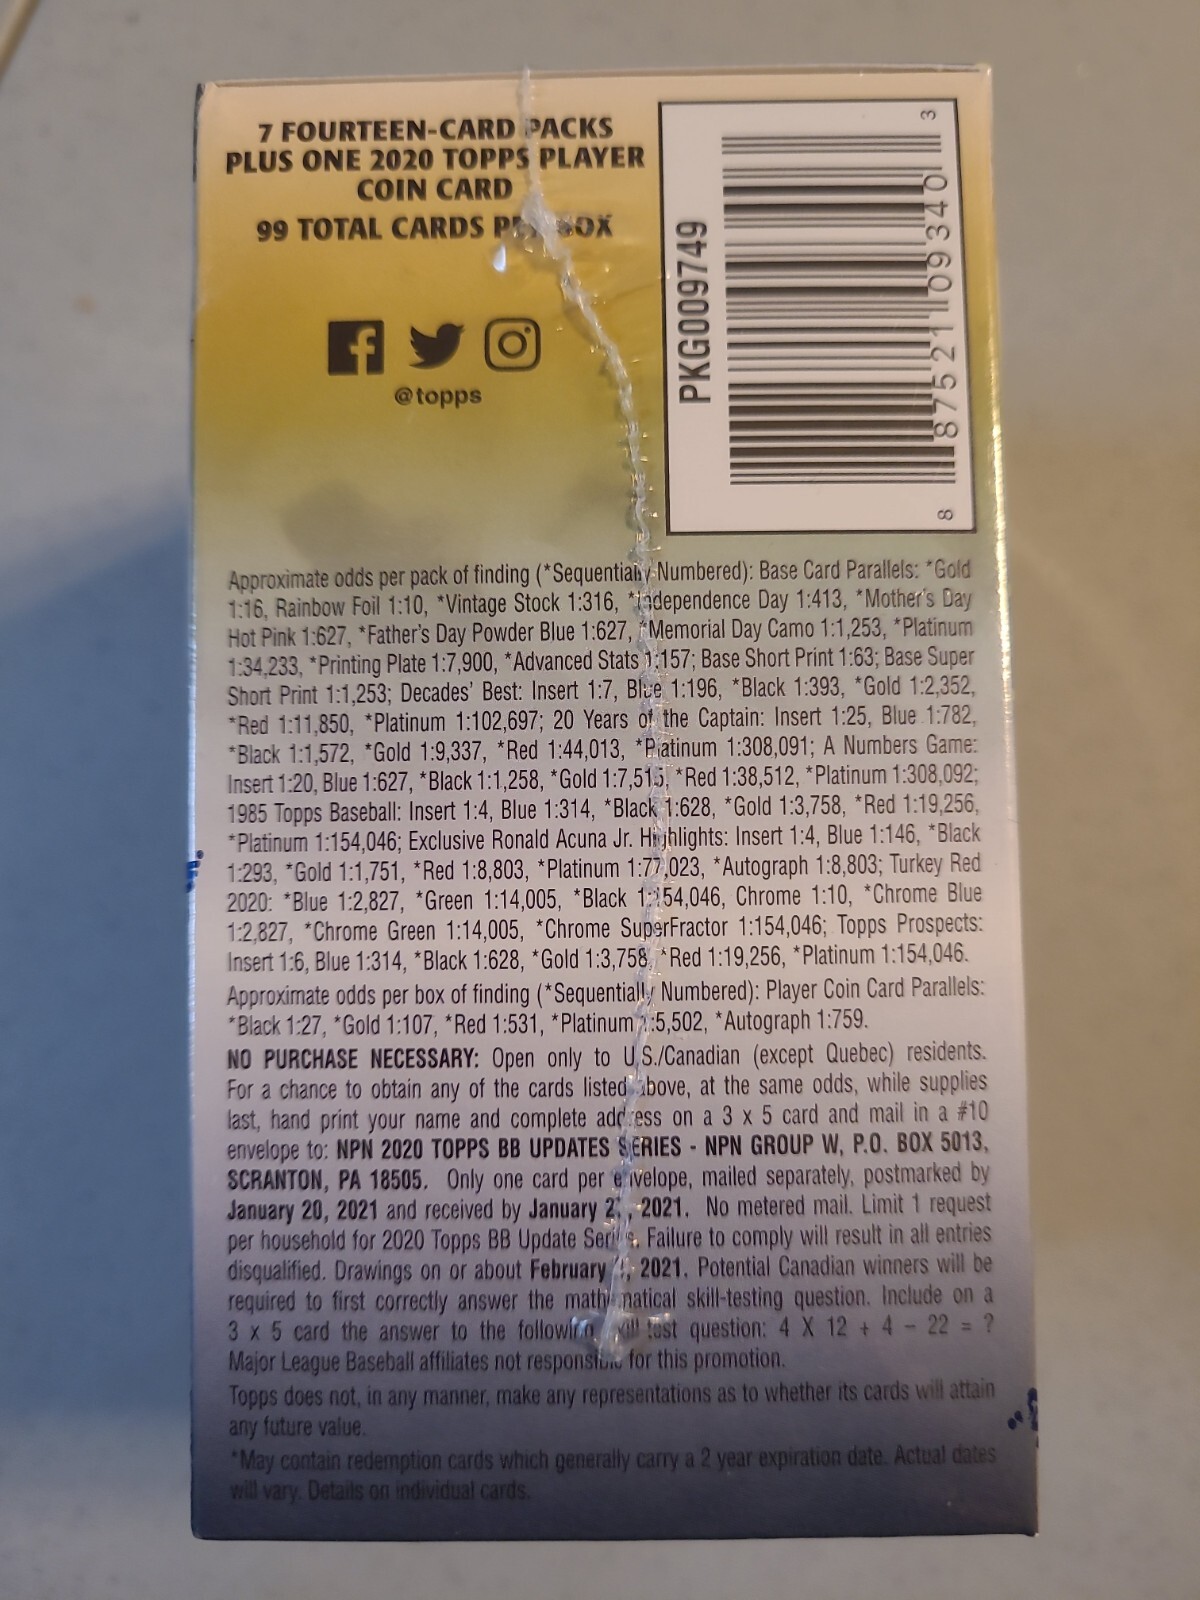 7 FOURTEEN-CARD PACKS
PLUS ONE 2020 TOPPS PLAYER
COIN CARD
99 TOTAL CARDS PER BOX
@topps
PKG009749
8 87521 09340 3
Approximate odds per pack of finding (*Sequentially Numbered): Base Card Parallels: *Gold
1:16, Rainbow Foil 1:10, *Vintage Stock 1:316, *Independence Day 1:413, *Mother's Day
Hot Pink 1:627, *Father's Day Powder Blue 1:627, *Memorial Day Camo 1:1,253, *Platinum
1:34,233, *Printing Plate 1:7,900, *Advanced Stats 1:157; Base Short Print 1:63; Base Super
Short Print 1:1,253; Decades' Best: Insert 1:7, Blue 1:196, *Black 1:393, *Gold 1:2,352,
*Red 1:11,850, *Platinum 1:102,697; 20 Years of the Captain: Insert 1:25, Blue 1:782,
*Black 1:1,572, *Gold 1:9,337, *Red 1:44,013, *Platinum 1:308,091; A Numbers Game:
Insert 1:20, Blue 1:627, *Black 1:1,258, *Gold 1:7,515, *Red 1:38,512, *Platinum 1:308,092;
1985 Topps Baseball: Insert 1:4, Blue 1:314, *Black 1:628, *Gold 1:3,758, *Red 1:19,256,
*Platinum 1:154,046; Exclusive Ronald Acuna Jr. Highlights: Insert 1:4, Blue 1:146, *Black
1:293, *Gold 1:1,751, *Red 1:8,803, *Platinum 1:77,023, *Autograph 1:8,803; Turkey Red
2020: *Blue 1:2,827, *Green 1:14,005, *Black 1:154,046, Chrome 1:10, *Chrome Blue
1:2,827, *Chrome Green 1:14,005, *Chrome SuperFractor 1:154,046; Topps Prospects:
Insert 1:6, Blue 1:314, *Black 1:628, *Gold 1:3,758, *Red 1:19,256, *Platinum 1:154,046.
Approximate odds per box of finding (*Sequentially Numbered): Player Coin Card Parallels:
*Black 1:27, *Gold 1:107, *Red 1:531, *Platinum 1:5,502, *Autograph 1:759.
NO PURCHASE NECESSARY: Open only to U.S./Canadian (except Quebec) residents.
For a chance to obtain any of the cards listed above, at the same odds, while supplies
last, hand print your name and complete address on a 3 x 5 card and mail in a #10
envelope to: NPN 2020 TOPPS BB UPDATES SERIES - NPN GROUP W, P.O. BOX 5013,
SCRANTON, PA 18505. Only one card per envelope, mailed separately, postmarked by
January 20, 2021 and received by January 2021. No metered mail. Limit 1 request
per household for 2020 Topps BB Update Series. Failure to comply will result in all entries
disqualified. Drawings on or about February 2021. Potential Canadian winners will be
required to first correctly answer the mathematical skill-testing question. Include on a
3 x 5 card the answer to the following skill test question: 4 X 12 + 4 - 22 = ?
Major League Baseball affiliates not responsible for this promotion.
Topps does not, in any manner, make any representations as to whether its cards will attain
any future value.
*May contain redemption cards which generally carry a 2 year expiration date. Actual dates
will vary. Details on individual cards.